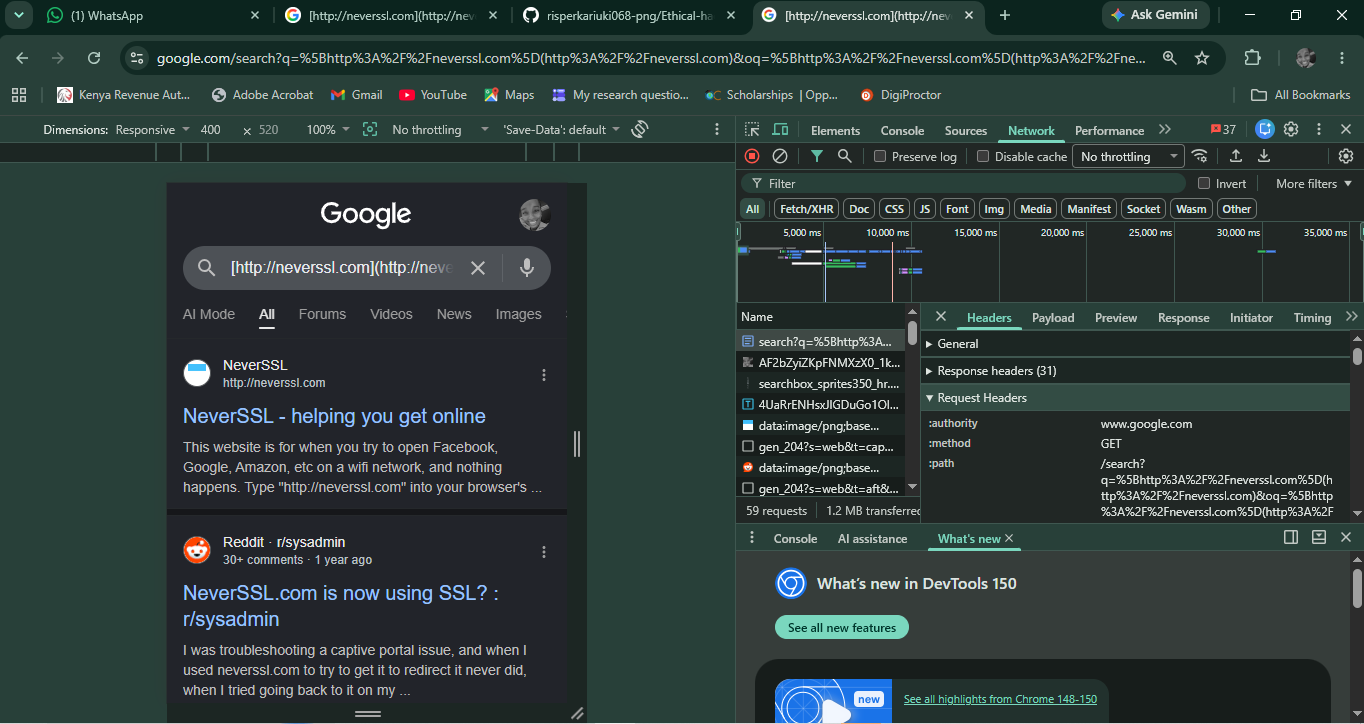 (1) WhatsApp
[http://neverssl.com](http://nev
risperkariuki068-png/Ethical-ha
[http://neverssl.com](http://nev
Ask Gemini
google.com/search?q=%5Bhttp%3A%2F%2Fneverssl.com%5D(http%3A%2F%2Fneverssl.com)&oq=%5Bhttp%3A%2F%2Fneverssl.com%5D(http%3A%2F%2Fne...
Kenya Revenue Aut...
Adobe Acrobat
Gmail
YouTube
Maps
My research questio...
Scholarships | Opp...
DigiProctor
All Bookmarks
Dimensions: Responsive 400 × 520 100% No throttling 'Save-Data': default
Elements Console Sources Network Performance 37
Preserve log Disable cache No throttling
Filter Invert More filters
All Fetch/XHR Doc CSS JS Font Img Media Manifest Socket Wasm Other
5,000 ms 10,000 ms 15,000 ms 20,000 ms 25,000 ms 30,000 ms 35,000 ms
Google
[http://neverssl.com](http://neve
AI Mode All Forums Videos News Images
NeverSSL
http://neverssl.com
NeverSSL - helping you get online
This website is for when you try to open Facebook,
Google, Amazon, etc on a wifi network, and nothing
happens. Type "http://neverssl.com" into your browser's ...
Reddit · r/sysadmin
30+ comments · 1 year ago
NeverSSL.com is now using SSL? :
r/sysadmin
I was troubleshooting a captive portal issue, and when I
used neverssl.com to try to get it to redirect it never did,
when I tried going back to it on my ...
Name
search?q=%5Bhttp%3A...
AF2bZyiZKpFNMXzX0_1k...
searchbox_sprites350_hr...
4UaRrENHsxJlGDuGo1OI...
data:image/png;base...
gen_204?s=web&t=cap...
data:image/png;base...
gen_204?s=web&t=aft&...
59 requests 1.2 MB transferred
Headers Payload Preview Response Initiator Timing
General
Response headers (31)
Request Headers
:authority www.google.com
:method GET
:path /search?
q=%5Bhttp%3A%2F%2Fneverssl.com%5D(h
ttp%3A%2F%2Fneverssl.com)&oq=%5Bhttp
%3A%2F%2Fneverssl.com%5D(http%3A%2F
Console AI assistance What's new
What's new in DevTools 150
See all new features
new
See all highlights from Chrome 148-150